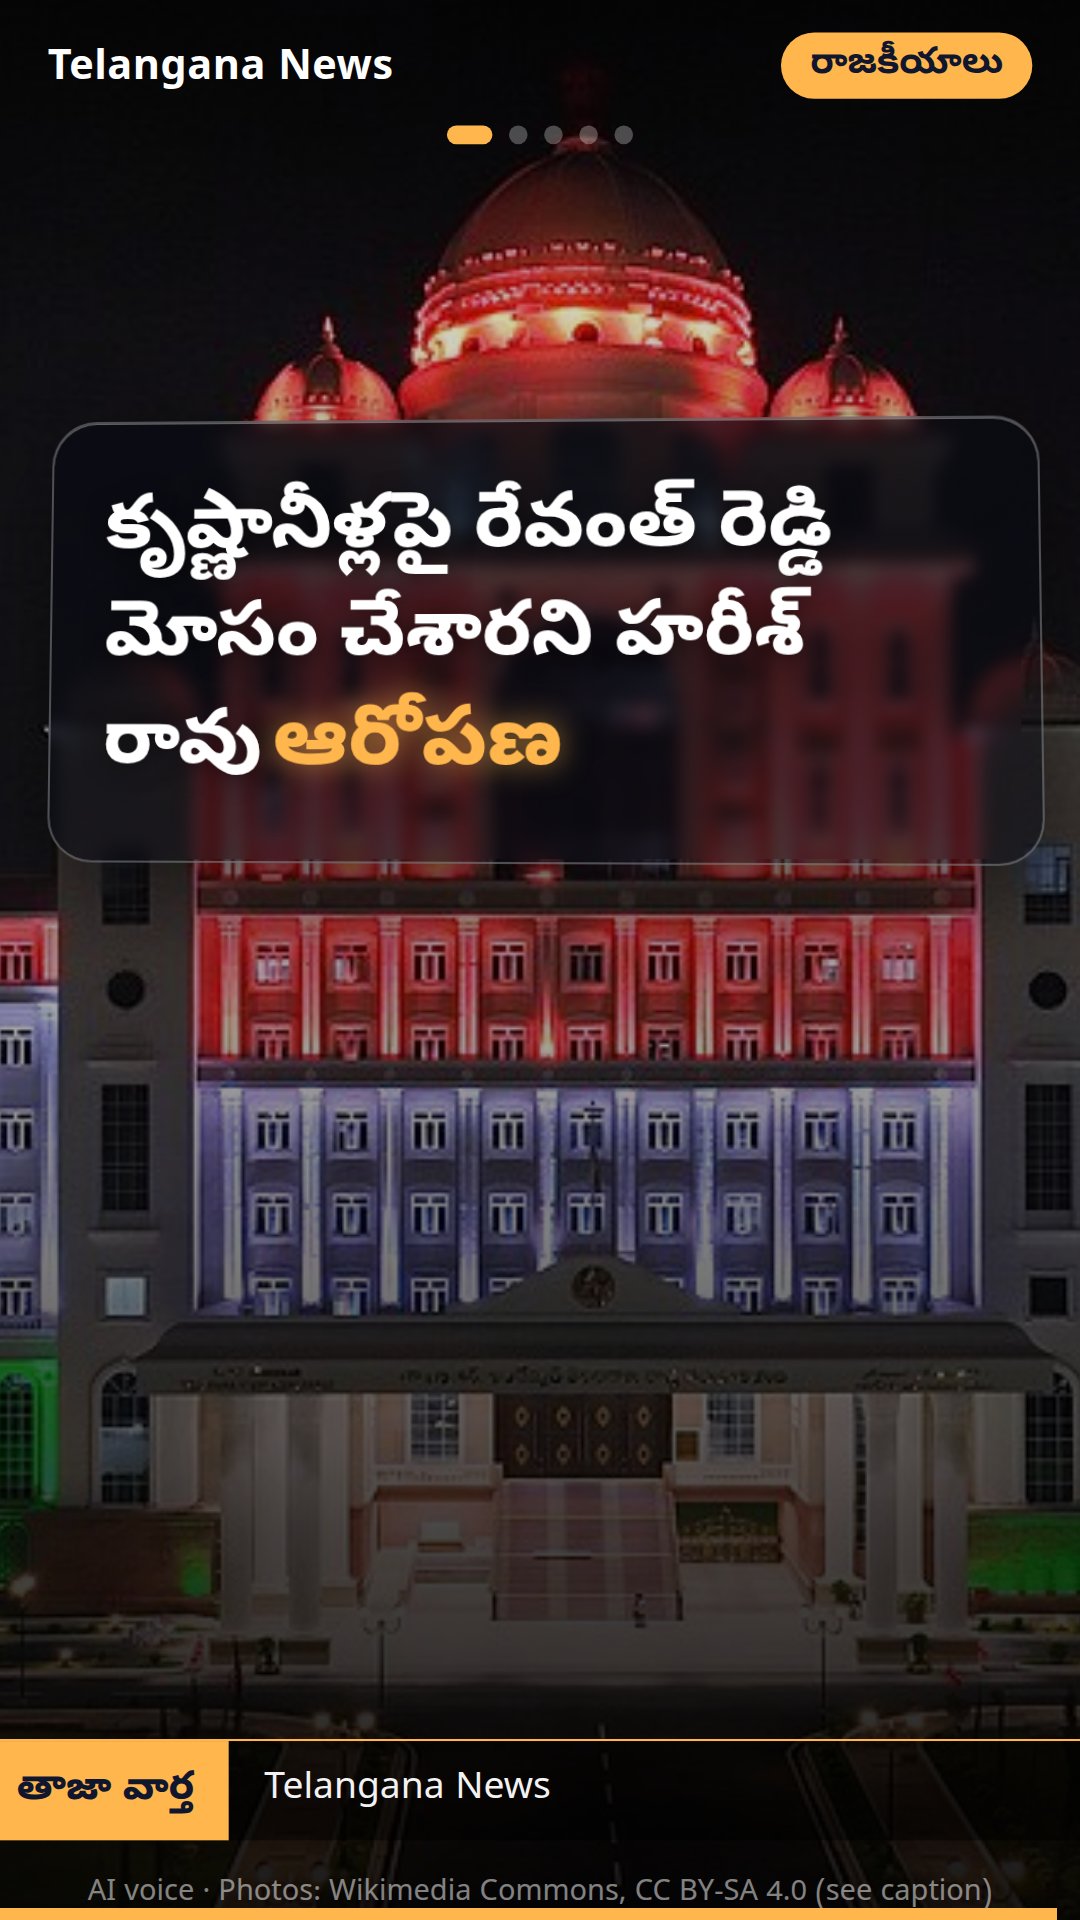 Telangana News
రాజకీయాలు
కృష్ణానీళ్లపై రేవంత్ రెడ్డి
మోసం చేశారని హరీశ్
రావు ఆరోపణ
తాజా వార్త
Telangana News
AI voice · Photos: Wikimedia Commons, CC BY-SA 4.0 (see caption)